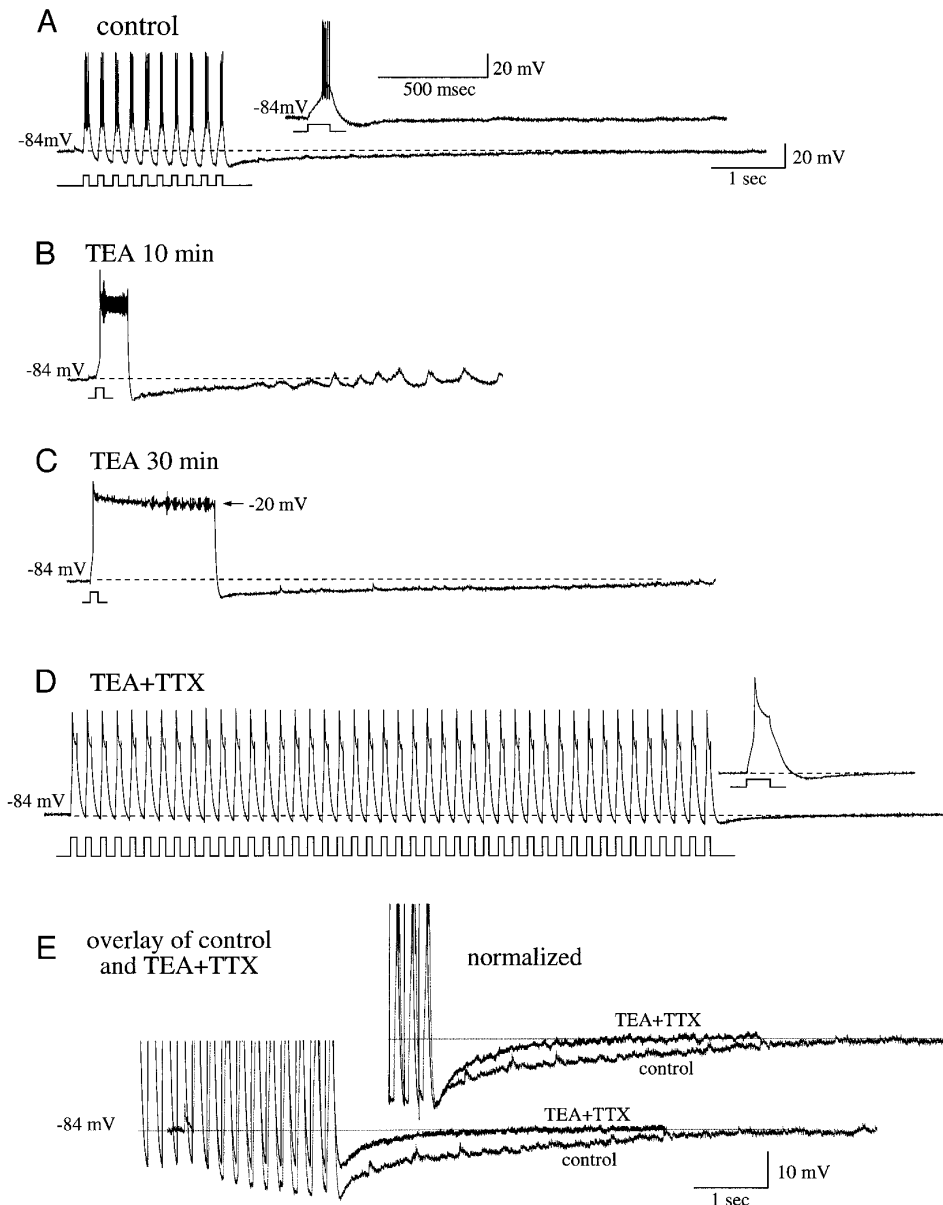 A
control
20 mV
500 msec
-84mV
-84mV
20 mV
1 sec
B
TEA 10 min
-84 mV
C
TEA 30 min
-20 mV
-84 mV
D
TEA+TTX
-84 mV
E
overlay of control
and TEA+TTX
normalized
TEA+TTX
control
-84 mV
TEA+TTX
control
10 mV
1 sec